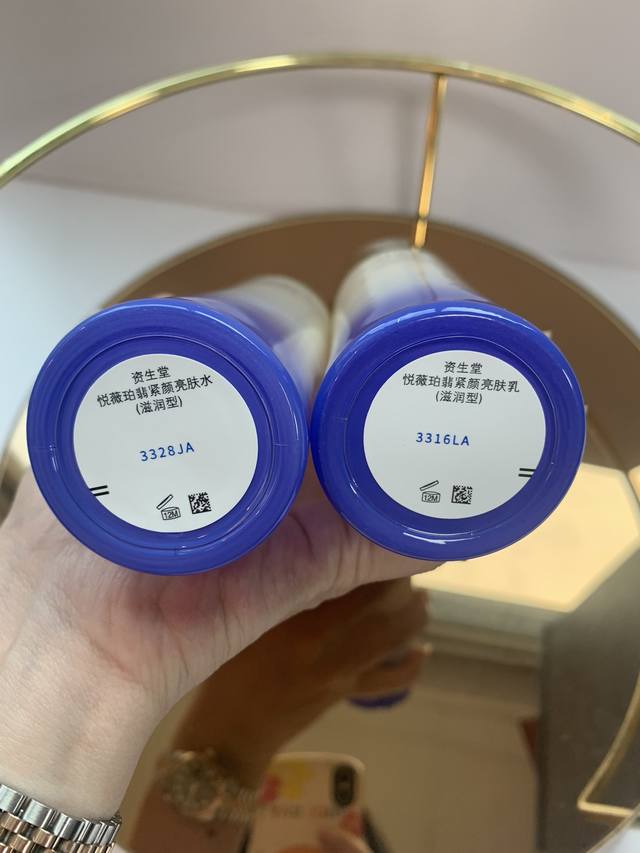 资生堂
悦薇珀翡紧颜亮肤水
(滋润型)
3328JA
12M
资生堂
悦薇珀翡紧颜亮肤乳
(滋润型)
3316LA
12M